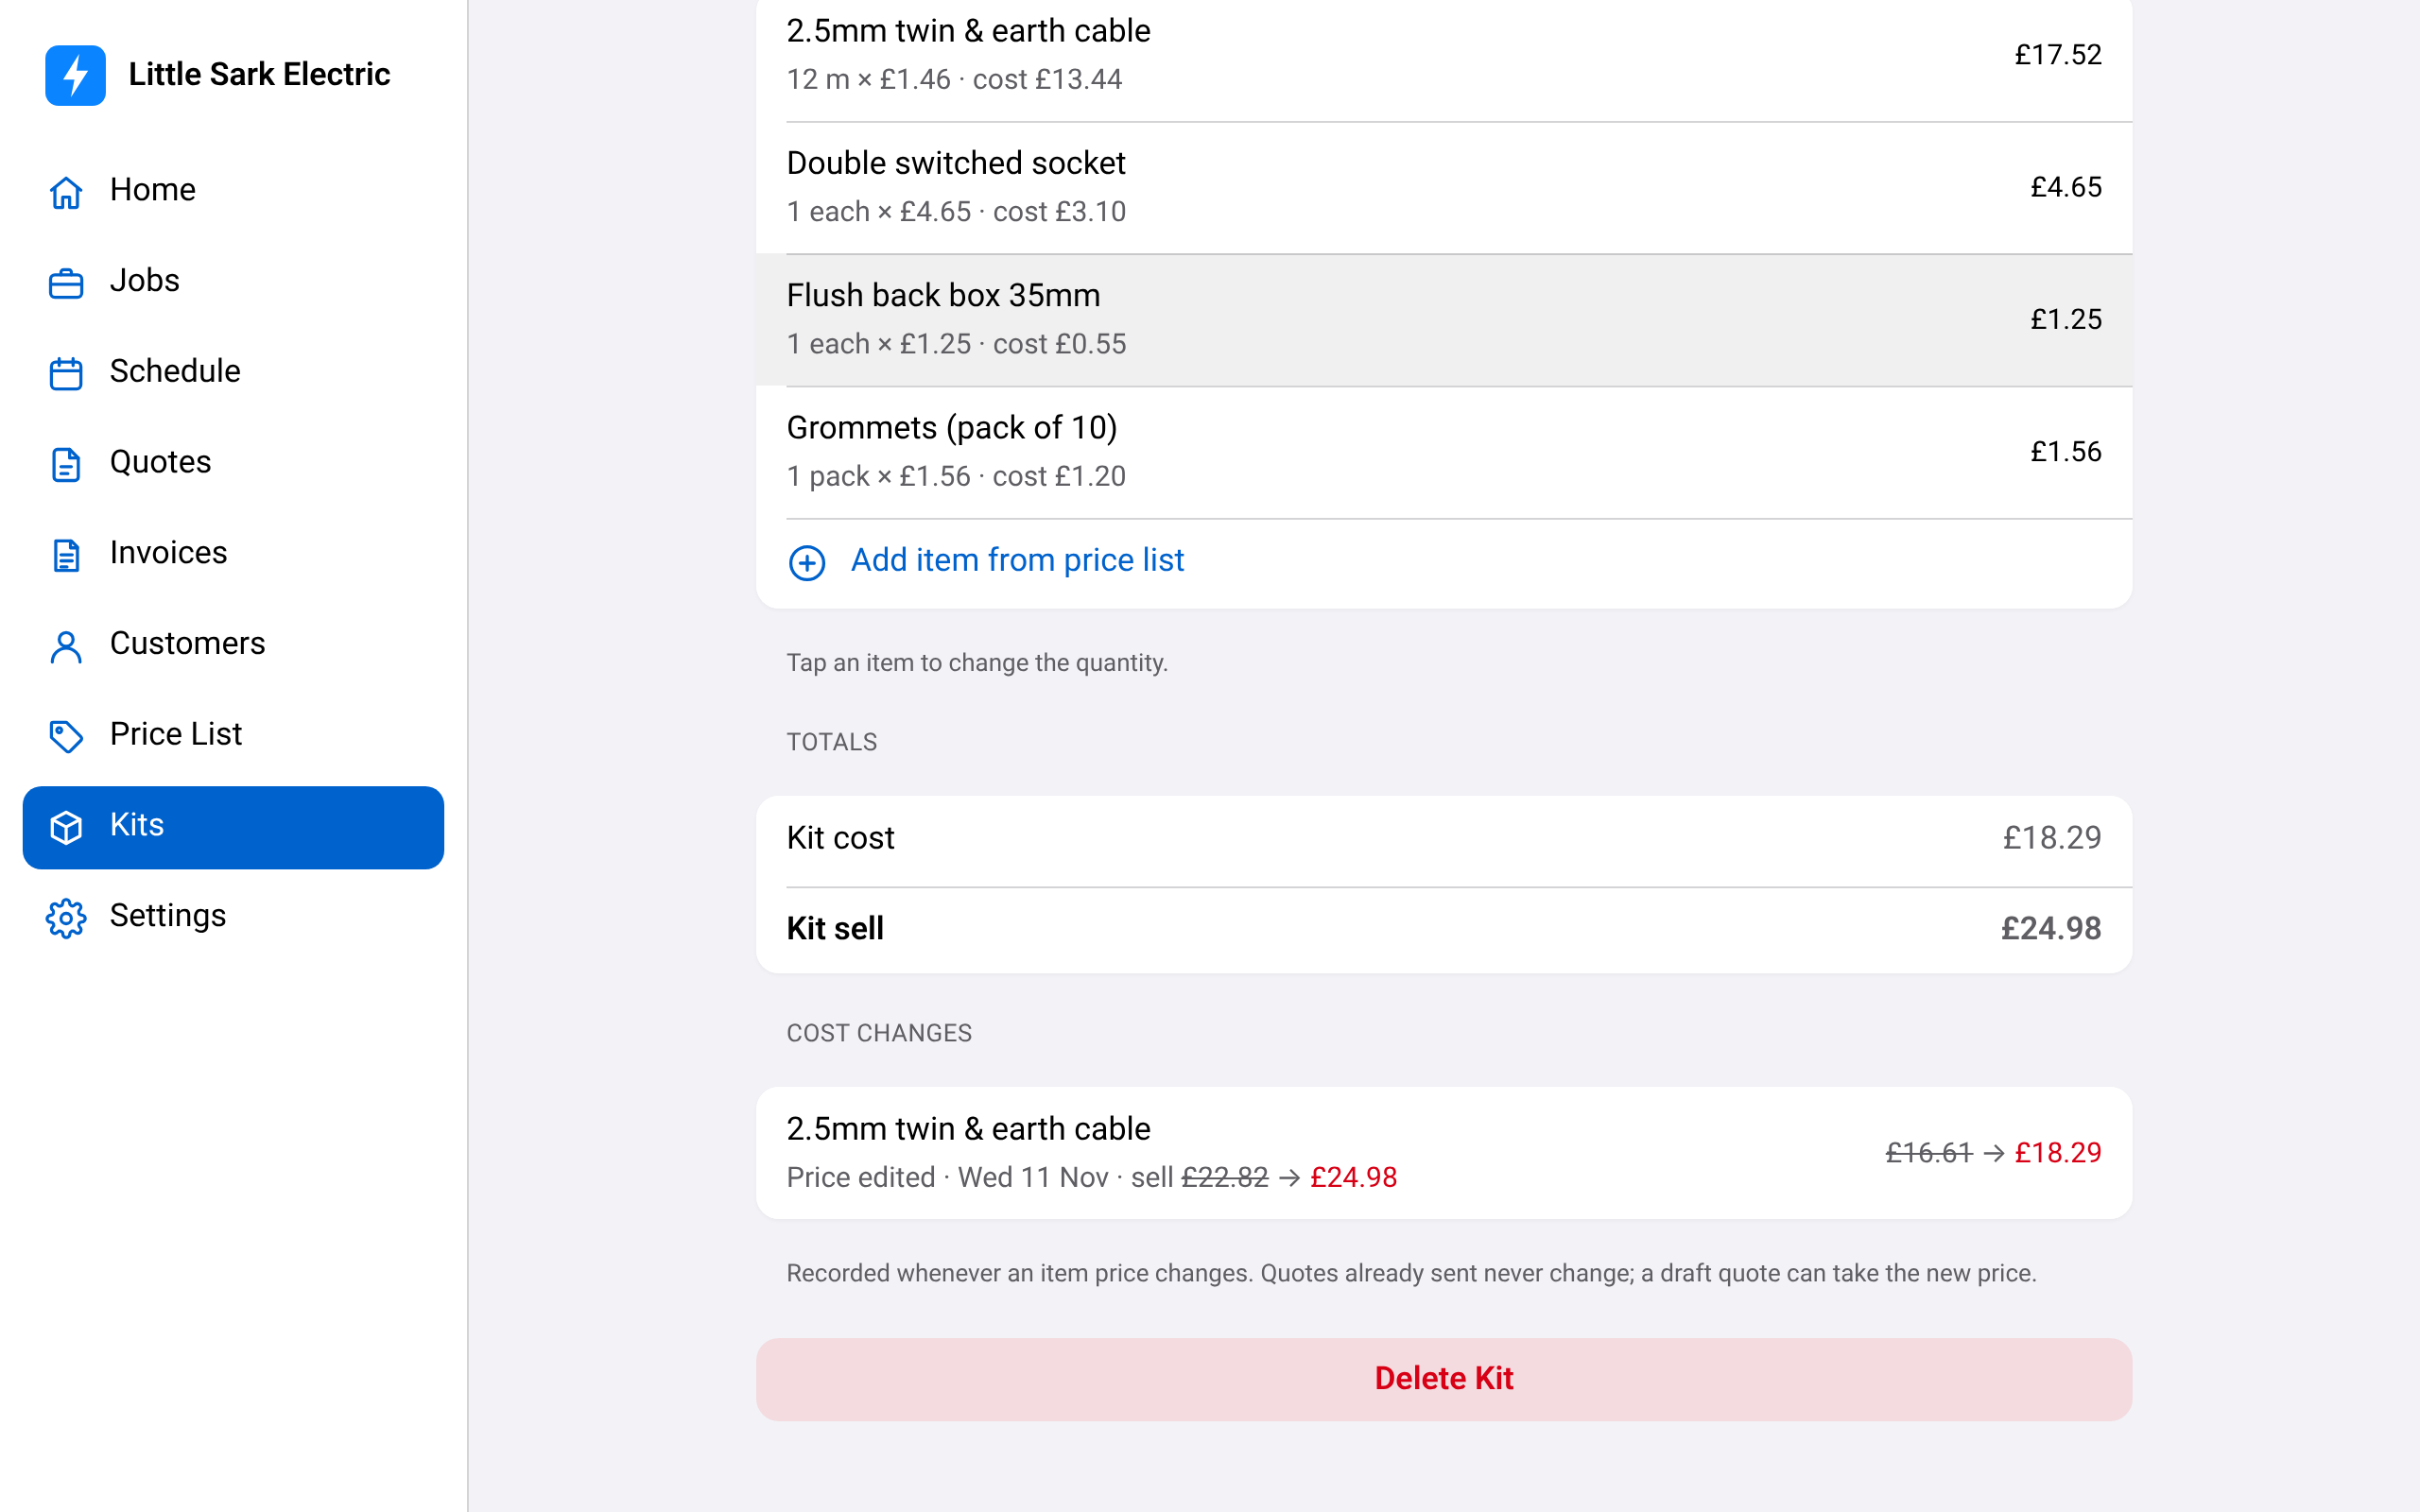 Little Sark Electric
Home
Jobs
Schedule
Quotes
Invoices
Customers
Price List
Kits
Settings
2.5mm twin & earth cable
12 m × £1.46 · cost £13.44
£17.52
Double switched socket
1 each × £4.65 · cost £3.10
£4.65
Flush back box 35mm
1 each × £1.25 · cost £0.55
£1.25
Grommets (pack of 10)
1 pack × £1.56 · cost £1.20
£1.56
Add item from price list
Tap an item to change the quantity.
TOTALS
Kit cost
£18.29
Kit sell
£24.98
COST CHANGES
2.5mm twin & earth cable
Price edited · Wed 11 Nov · sell £22.82 → £24.98
£16.61 → £18.29
Recorded whenever an item price changes. Quotes already sent never change; a draft quote can take the new price.
Delete Kit